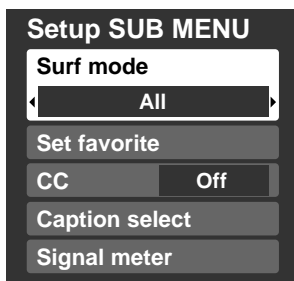 Setup SUB MENU
Surf mode
All
Set favorite
CC Off
Caption select
Signal meter